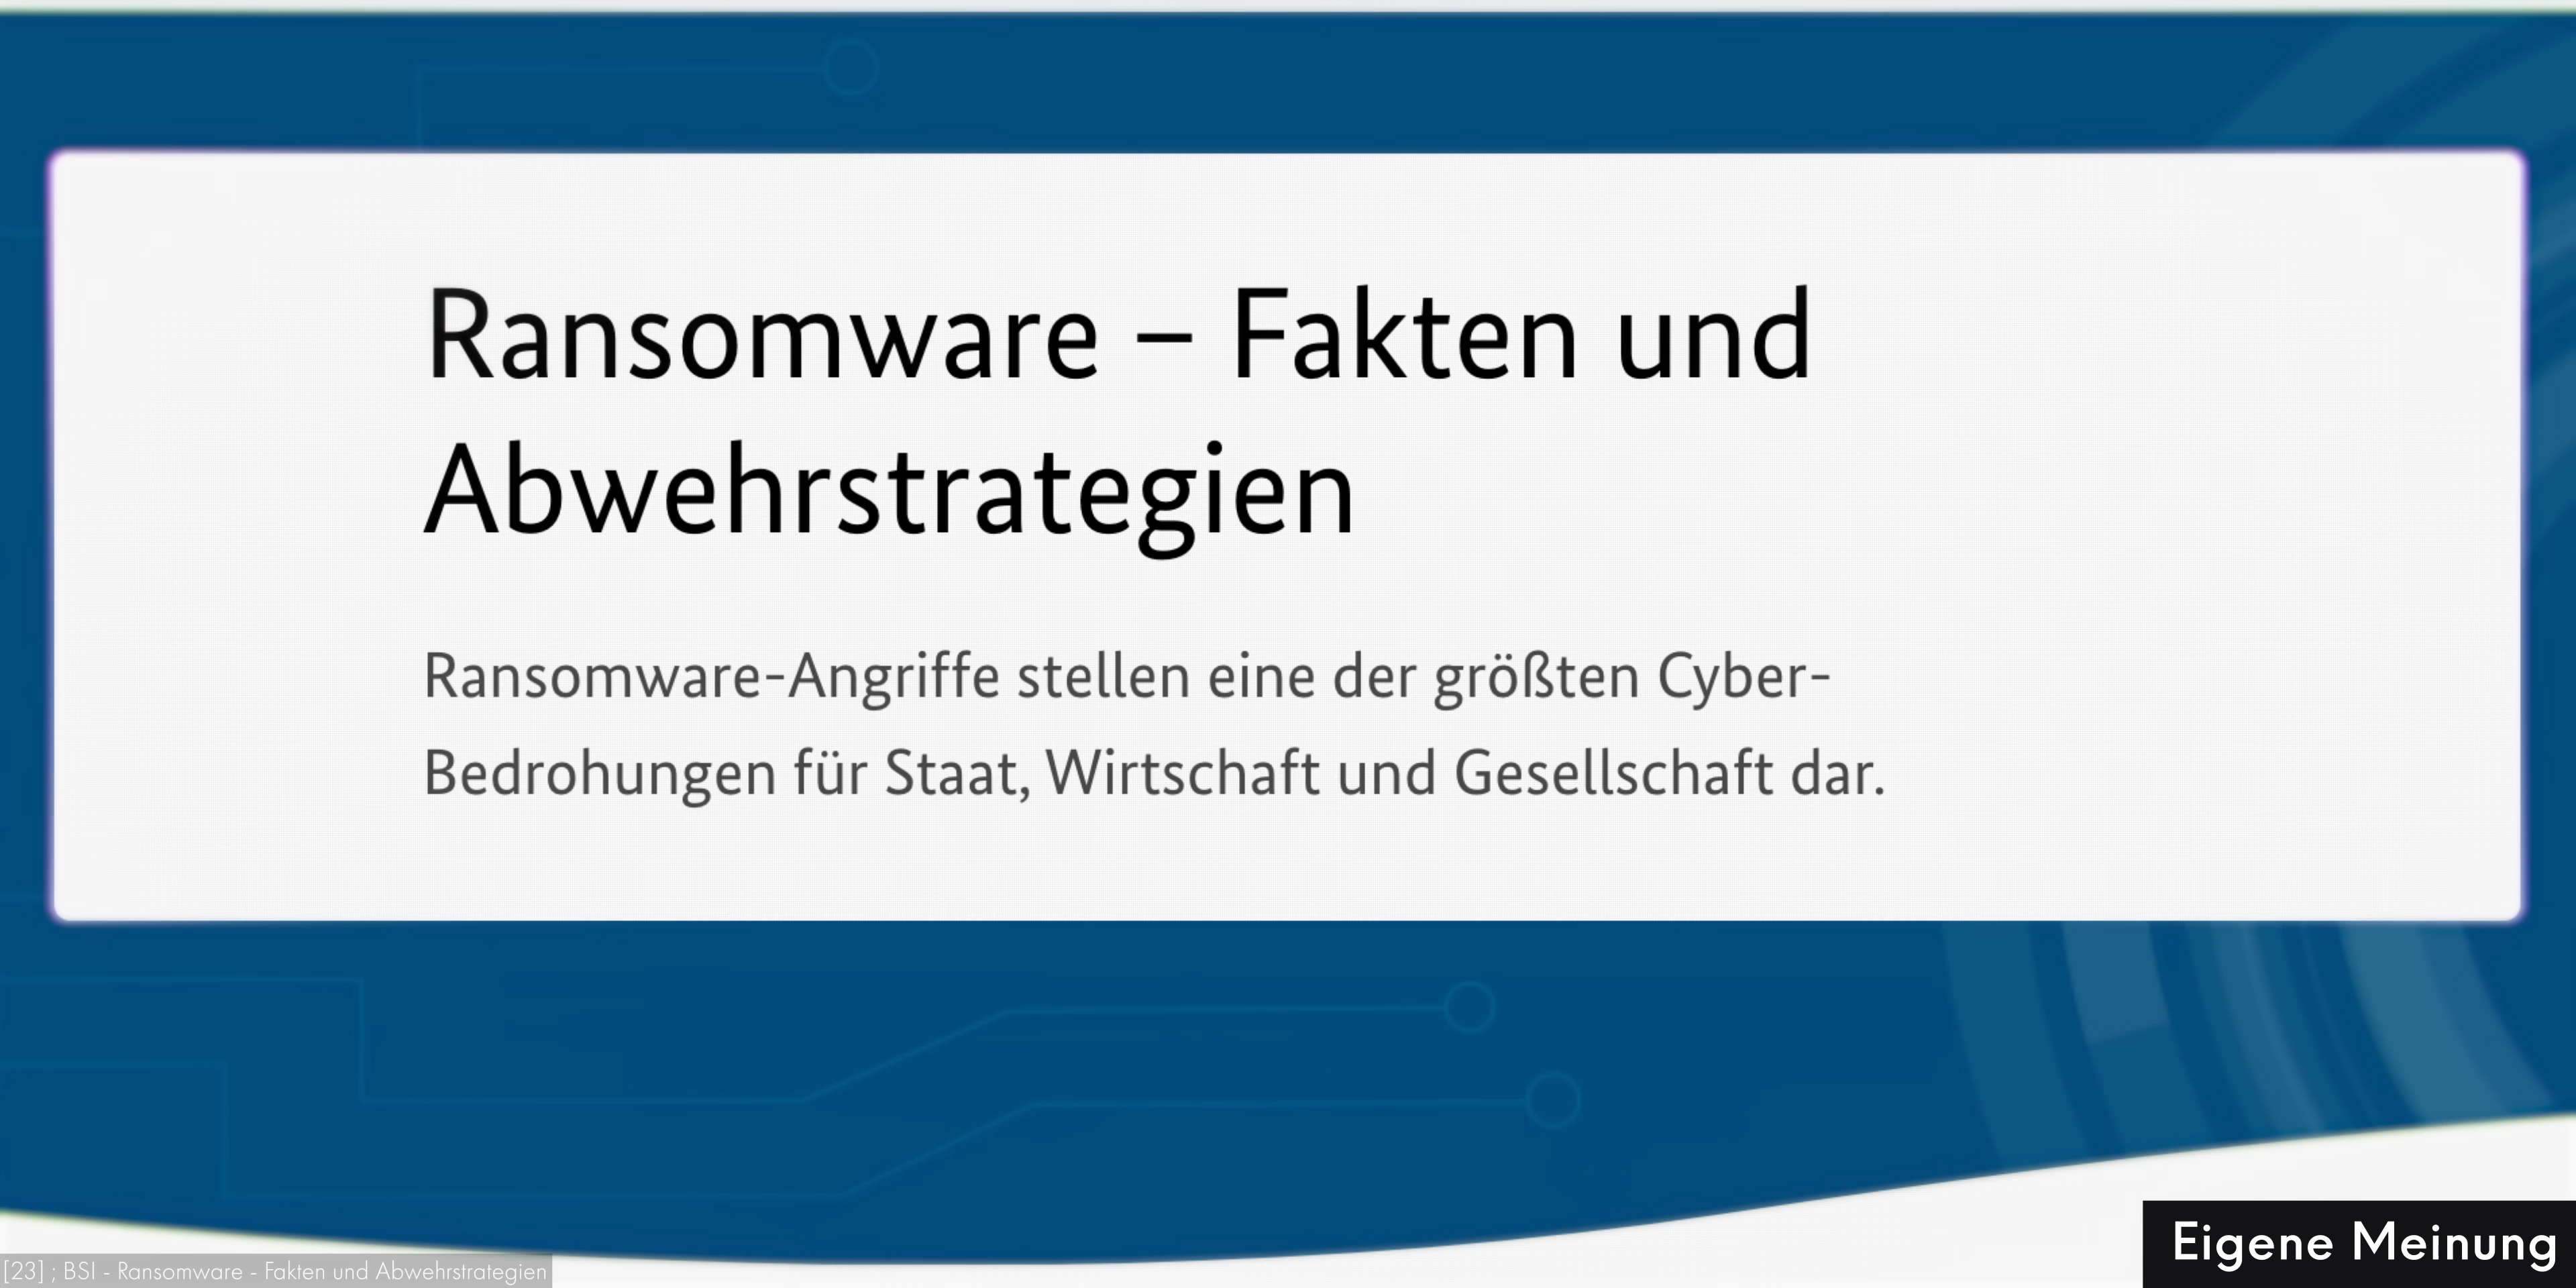 Ransomware – Fakten und
Abwehrstrategien
Ransomware-Angriffe stellen eine der größten Cyber-
Bedrohungen für Staat, Wirtschaft und Gesellschaft dar.
Eigene Meinung
[23] ; BSI - Ransomware - Fakten und Abwehrstrategien